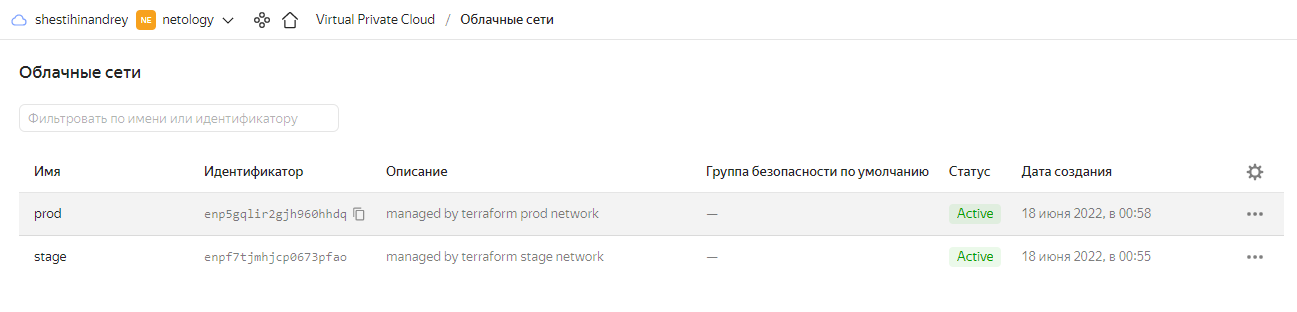 shestihinandrey NE netology Virtual Private Cloud / Облачные сети
Облачные сети
Фильтровать по имени или идентификатору
Имя Идентификатор Описание Группа безопасности по умолчанию Статус Дата создания
prod enp5gqlir2gjh960hhdq managed by terraform prod network — Active 18 июня 2022, в 00:58
stage enpf7tjmhjcp0673pfao managed by terraform stage network — Active 18 июня 2022, в 00:55